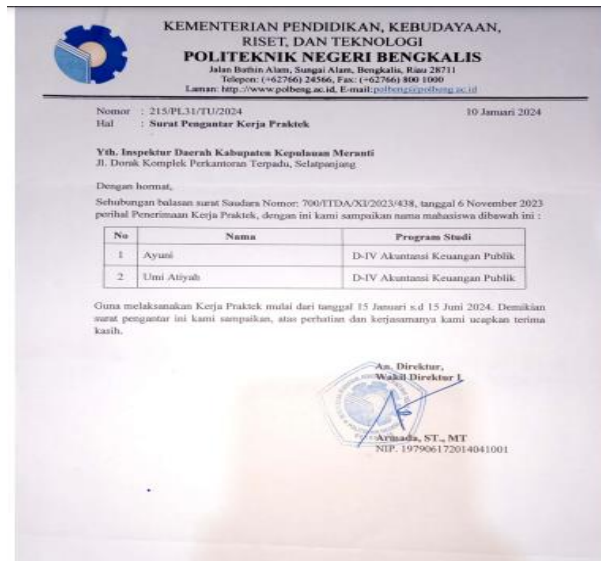 KEMENTERIAN PENDIDIKAN, KEBUDAYAAN,
RISET, DAN TEKNOLOGI
POLITEKNIK NEGERI BENGKALIS
Jalan Bathin Alam, Sungai Alam, Bengkalis, Riau 28711
Telepon: (+62766) 24566, Fax: (+62766) 800 1000
Laman: http://www.polbeng.ac.id, E-mail:polbeng@polbeng.ac.id
Nomor : 215/PL31/TU/2024 10 Januari 2024
Hal : Surat Pengantar Kerja Praktek
Yth. Inspektur Daerah Kabupaten Kepulauan Meranti
Jl. Dorak Komplek Perkantoran Terpadu, Selatpanjang
Dengan hormat,
Sehubungan balasan surat Saudara Nomor: 700/ITDA/XI/2023/438, tanggal 6 November 2023
perihal Penerimaan Kerja Praktek, dengan ini kami sampaikan nama mahasiswa dibawah ini :
No Nama Program Studi
1 Ayuni D-IV Akuntansi Keuangan Publik
2 Umi Atiyah D-IV Akuntansi Keuangan Publik
Guna melaksanakan Kerja Praktek mulai dari tanggal 15 Januari s.d 15 Juni 2024. Demikian
surat pengantar ini kami sampaikan, atas perhatian dan kerjasamanya kami ucapkan terima
kasih.
An. Direktur,
Wakil Direktur I
Armada, ST., MT
NIP. 197906172014041001